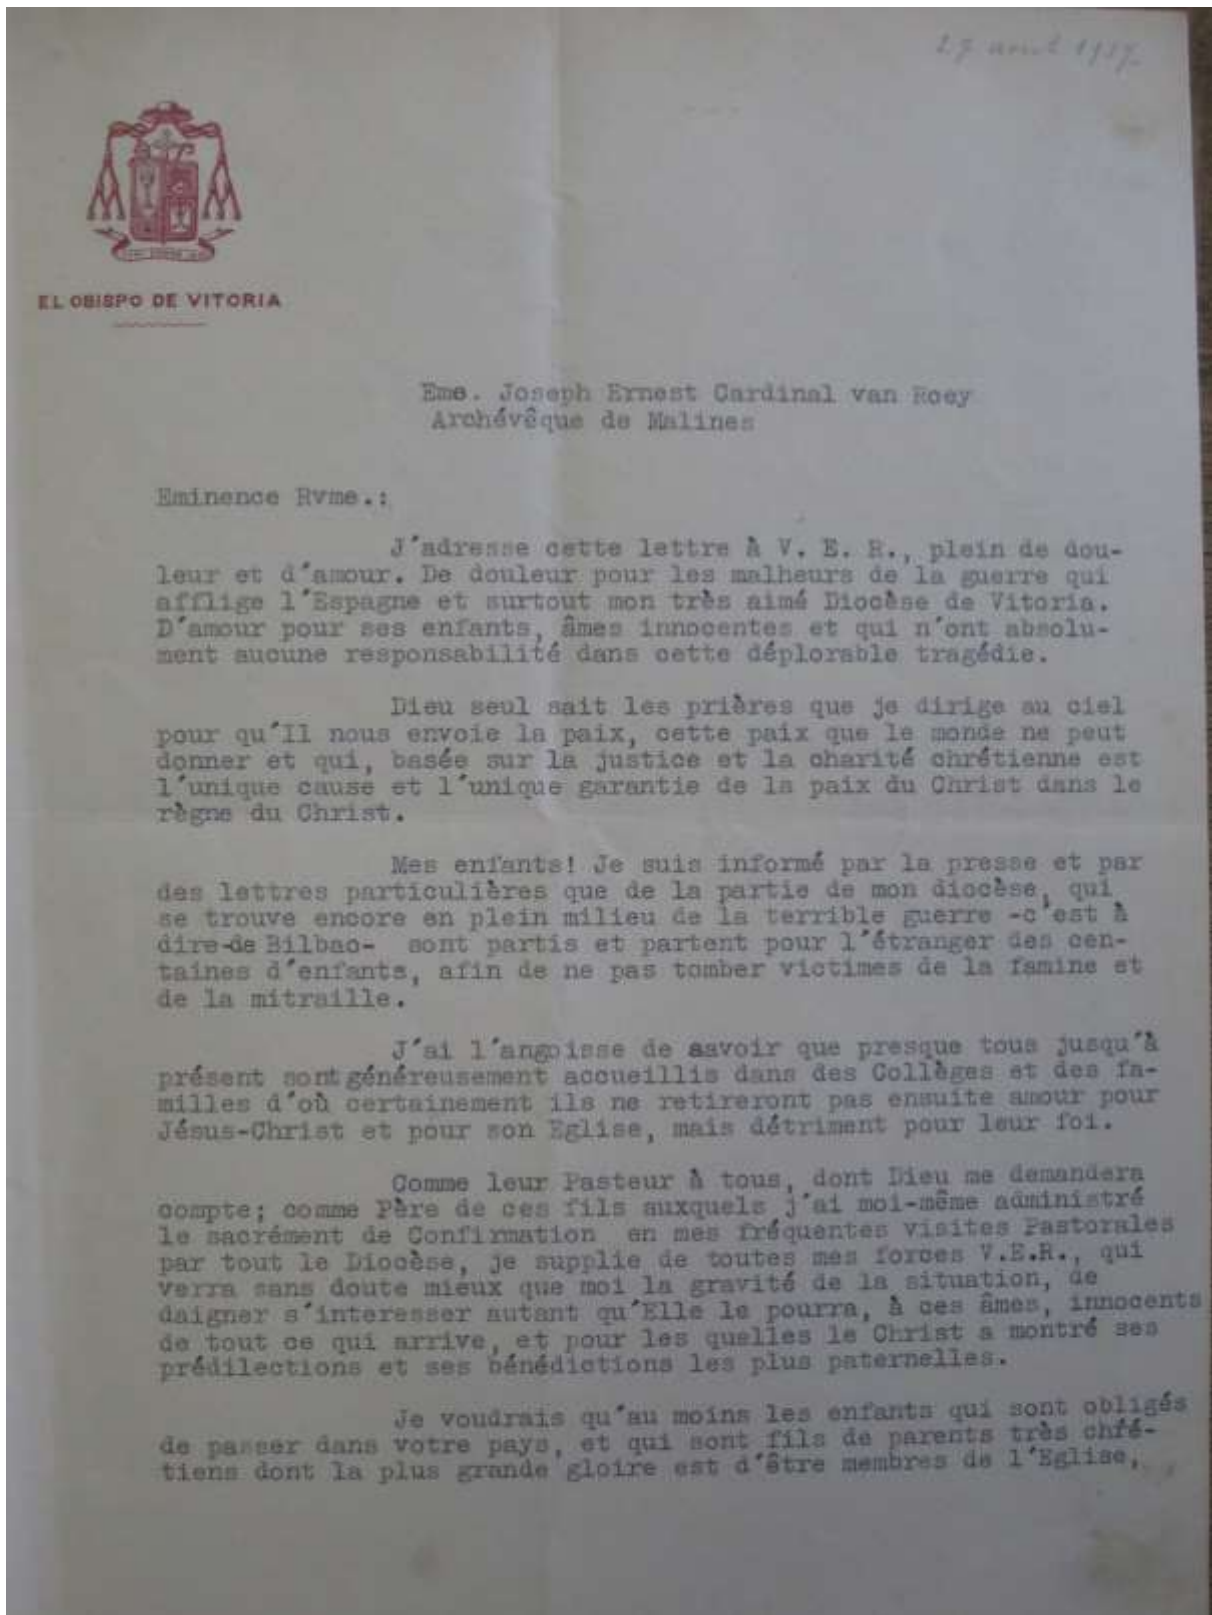 1937
EL OBISPO DE VITORIA
Eme. Joseph Ernest Cardinal van Roey
Archévêque de Malines
Eminence Rvme.:
J´adresse cette lettre à V. E. R., plein de dou-
leur et d´amour. De douleur pour les malheurs de la guerre qui
afflige l´Espagne et surtout mon très aimé Diocèse de Vitoria.
D´amour pour ses enfants, âmes innocentes et qui n´ont absolu-
ment aucune responsabilité dans cette déplorable tragédie.
Dieu seul sait les prières que je dirige au ciel
pour qu´Il nous envoie la paix, cette paix que le monde ne peut
donner et qui, basée sur la justice et la charité chrétienne est
l´unique cause et l´unique garantie de la paix du Christ dans le
règne du Christ.
Mes enfants! Je suis informé par la presse et par
des lettres particulières que de la partie de mon diocèse, qui
se trouve encore en plein milieu de la terrible guerre -c´est à
dire-de Bilbao- sont partis et partent pour l´étranger des cen-
taines d´enfants, afin de ne pas tomber victimes de la famine et
de la mitraille.
J´ai l´angoisse de savoir que presque tous jusqu´à
présent sont généreusement accueillis dans des Collèges et des fa-
milles d´où certainement ils ne retireront pas ensuite amour pour
Jésus-Christ et pour son Eglise, mais détriment pour leur foi.
Comme leur Pasteur à tous, dont Dieu me demandera
compte; comme Père de ces fils auxquels j´ai moi-même administré
le sacrément de Confirmation en mes fréquentes visites Pastorales
par tout le Diocèse, je supplie de toutes mes forces V.E.R., qui
verra sans doute mieux que moi la gravité de la situation, de
daigner s´interesser autant qu´Elle le pourra, à ces âmes, innocents
de tout ce qui arrive, et pour les quelles le Christ a montré ses
prédilections et ses bénédictions les plus paternelles.
Je voudrais qu´au moins les enfants qui sont obligés
de passer dans votre pays, et qui sont fils de parents très chré-
tiens dont la plus grande gloire est d´être membres de l´Eglise,